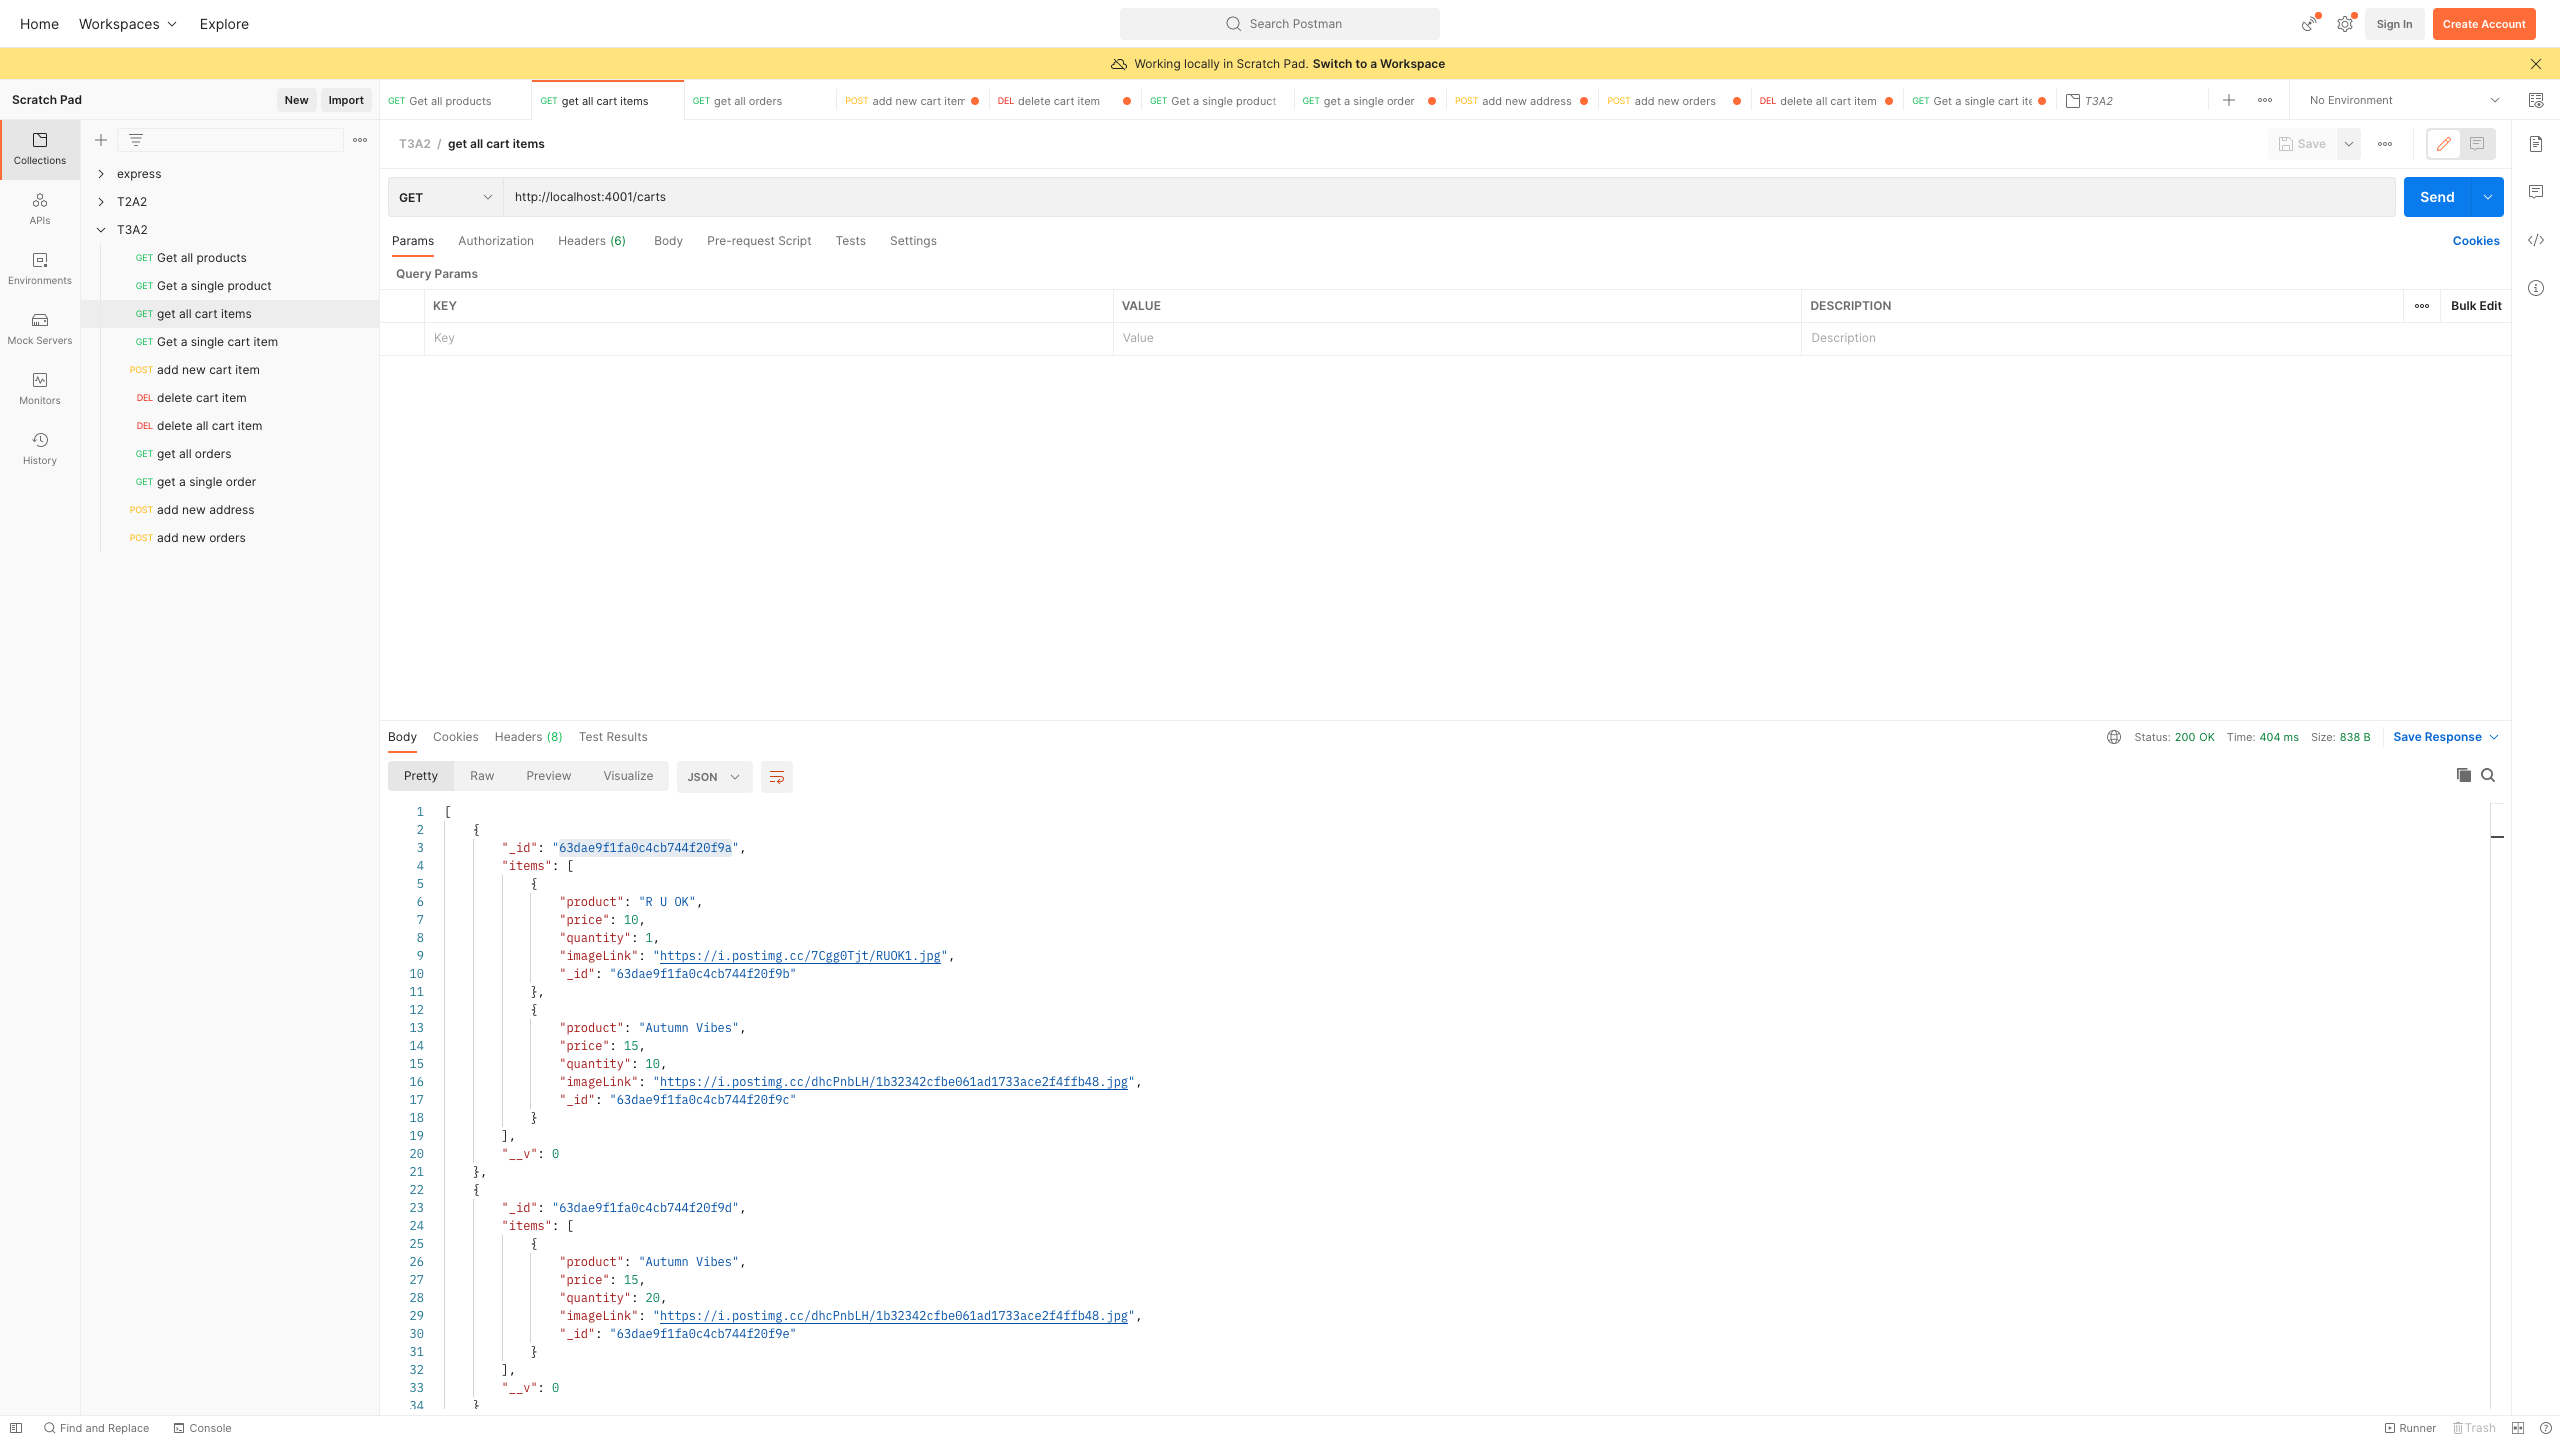 Home Workspaces Explore Search Postman Sign In Create Account
Working locally in Scratch Pad. Switch to a Workspace
Scratch Pad New Import
GET Get all products GET get all cart items GET get all orders POST add new cart item DEL delete cart item GET Get a single product GET get a single order POST add new address POST add new orders DEL delete all cart item GET Get a single cart ite T3A2 No Environment
Collections
APIs
Environments
Mock Servers
Monitors
History
express
T2A2
T3A2
GET Get all products
GET Get a single product
GET get all cart items
GET Get a single cart item
POST add new cart item
DEL delete cart item
DEL delete all cart item
GET get all orders
GET get a single order
POST add new address
POST add new orders
T3A2 / get all cart items Save
GET http://localhost:4001/carts Send
Params Authorization Headers (6) Body Pre-request Script Tests Settings Cookies
Query Params
KEY VALUE DESCRIPTION Bulk Edit
Key Value Description
Body Cookies Headers (8) Test Results Status: 200 OK Time: 404 ms Size: 838 B Save Response
Pretty Raw Preview Visualize JSON
1 [
2 {
3 "_id": "63dae9f1fa0c4cb744f20f9a",
4 "items": [
5 {
6 "product": "R U OK",
7 "price": 10,
8 "quantity": 1,
9 "imageLink": "https://i.postimg.cc/7Cgg0Tjt/RUOK1.jpg",
10 "_id": "63dae9f1fa0c4cb744f20f9b"
11 },
12 {
13 "product": "Autumn Vibes",
14 "price": 15,
15 "quantity": 10,
16 "imageLink": "https://i.postimg.cc/dhcPnbLH/1b32342cfbe061ad1733ace2f4ffb48.jpg",
17 "_id": "63dae9f1fa0c4cb744f20f9c"
18 }
19 ],
20 "__v": 0
21 },
22 {
23 "_id": "63dae9f1fa0c4cb744f20f9d",
24 "items": [
25 {
26 "product": "Autumn Vibes",
27 "price": 15,
28 "quantity": 20,
29 "imageLink": "https://i.postimg.cc/dhcPnbLH/1b32342cfbe061ad1733ace2f4ffb48.jpg",
30 "_id": "63dae9f1fa0c4cb744f20f9e"
31 }
32 ],
33 "__v": 0
34 }
Find and Replace Console Runner Trash